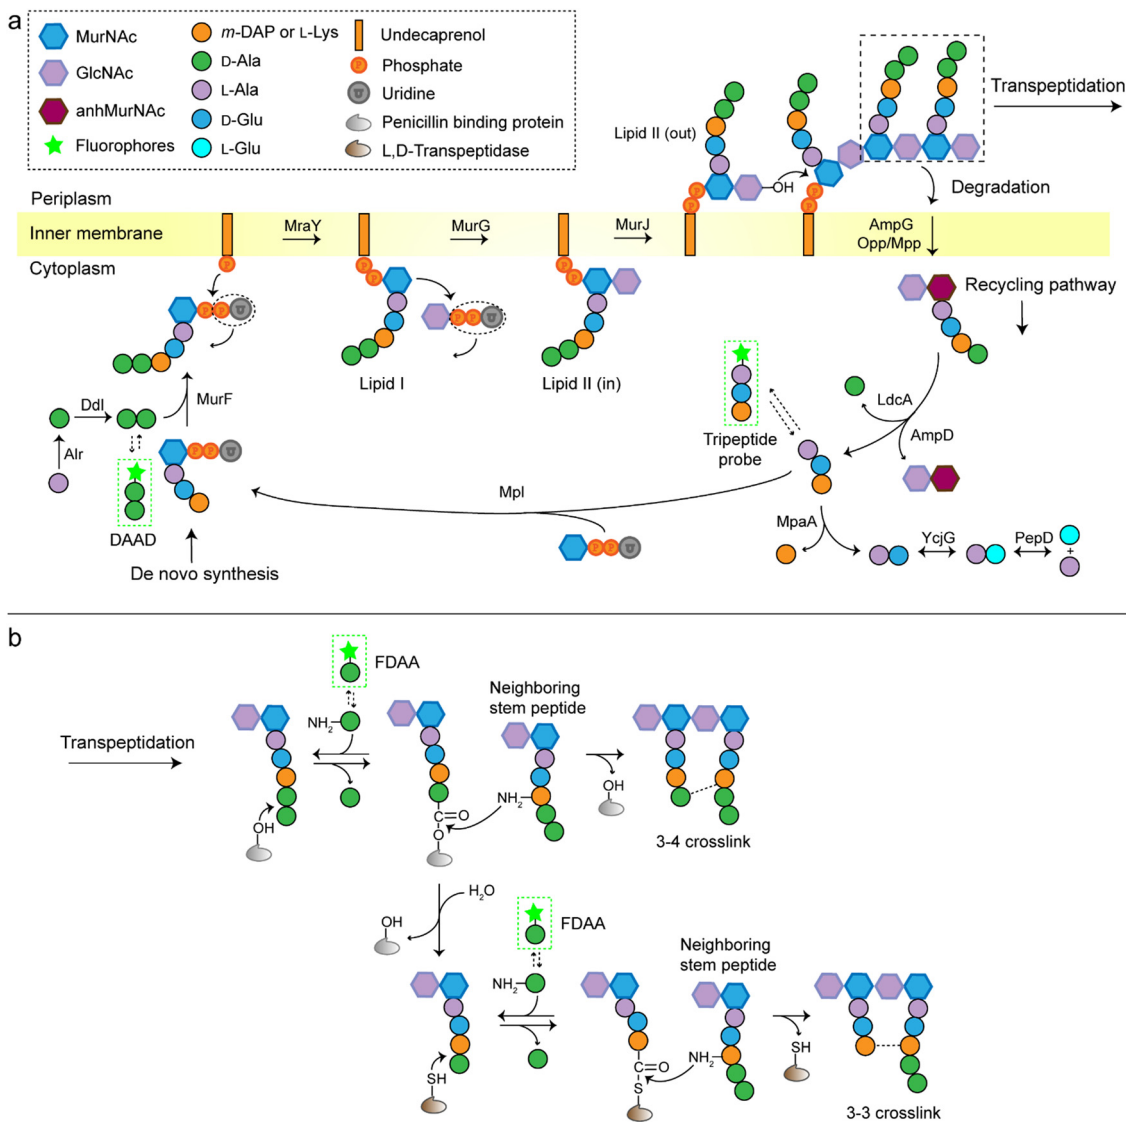 a
MurNAc
GlcNAc
anhMurNAc
Fluorophores
m-DAP or L-Lys
D-Ala
L-Ala
D-Glu
L-Glu
Undecaprenol
P Phosphate
U Uridine
Penicillin binding protein
L,D-Transpeptidase
Lipid II (out)
OH
P
P
P
P
Transpeptidation
Degradation
Periplasm
Inner membrane
Cytoplasm
MraY
MurG
MurJ
AmpG
Opp/Mpp
Recycling pathway
P
P P U
P
P
P P U
P
P
Lipid I
Lipid II (in)
Ddl
MurF
Alr
P P U
DAAD
De novo synthesis
Tripeptide
probe
LdcA
AmpD
Mpl
P P U
MpaA
YcjG
PepD
+
b
Transpeptidation
FDAA
NH2
OH
C=O
O
Neighboring
stem peptide
NH2
OH
3-4 crosslink
H2O
OH
FDAA
NH2
SH
C=O
S
Neighboring
stem peptide
NH2
SH
3-3 crosslink